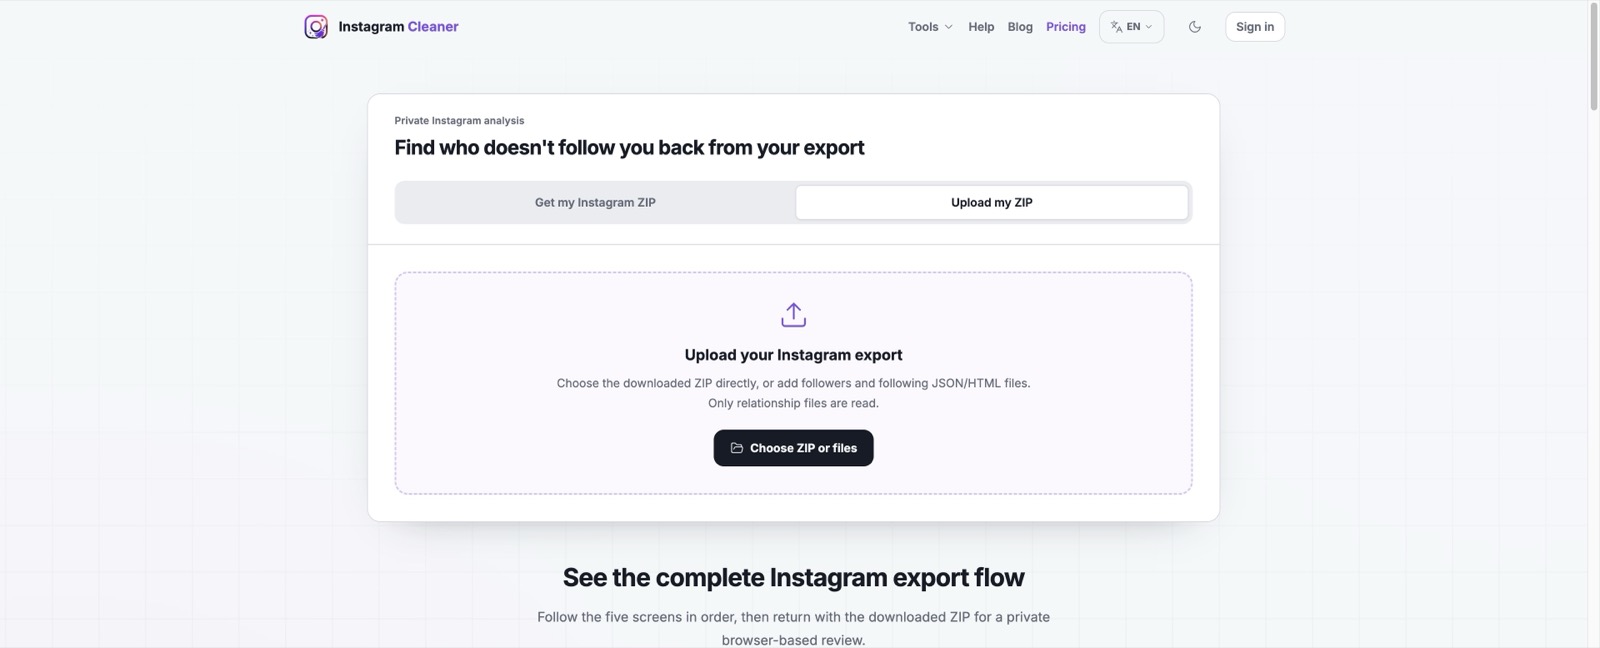 Instagram Cleaner
Tools
Help
Blog
Pricing
EN
Sign in
Private Instagram analysis
Find who doesn't follow you back from your export
Get my Instagram ZIP
Upload my ZIP
Upload your Instagram export
Choose the downloaded ZIP directly, or add followers and following JSON/HTML files.
Only relationship files are read.
Choose ZIP or files
See the complete Instagram export flow
Follow the five screens in order, then return with the downloaded ZIP for a private
browser-based review.